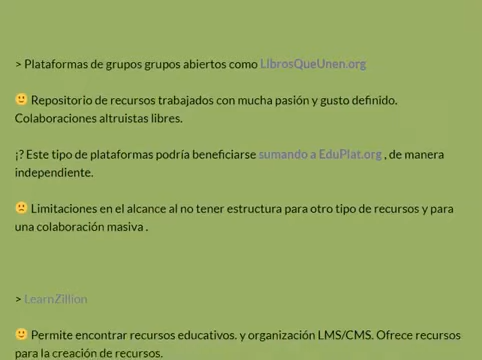 > Plataformas de grupos grupos abiertos como LIbrosQueUnen.org
🙂 Repositorio de recursos trabajados con mucha pasión y gusto definido.
Colaboraciones altruistas libres.
¡? Este tipo de plataformas podría beneficiarse sumando a EduPlat.org , de manera
independiente.
🙁 Limitaciones en el alcance al no tener estructura para otro tipo de recursos y para
una colaboración masiva .
> LearnZillion
🙂 Permite encontrar recursos educativos. y organización LMS/CMS. Ofrece recursos
para la creación de recursos.